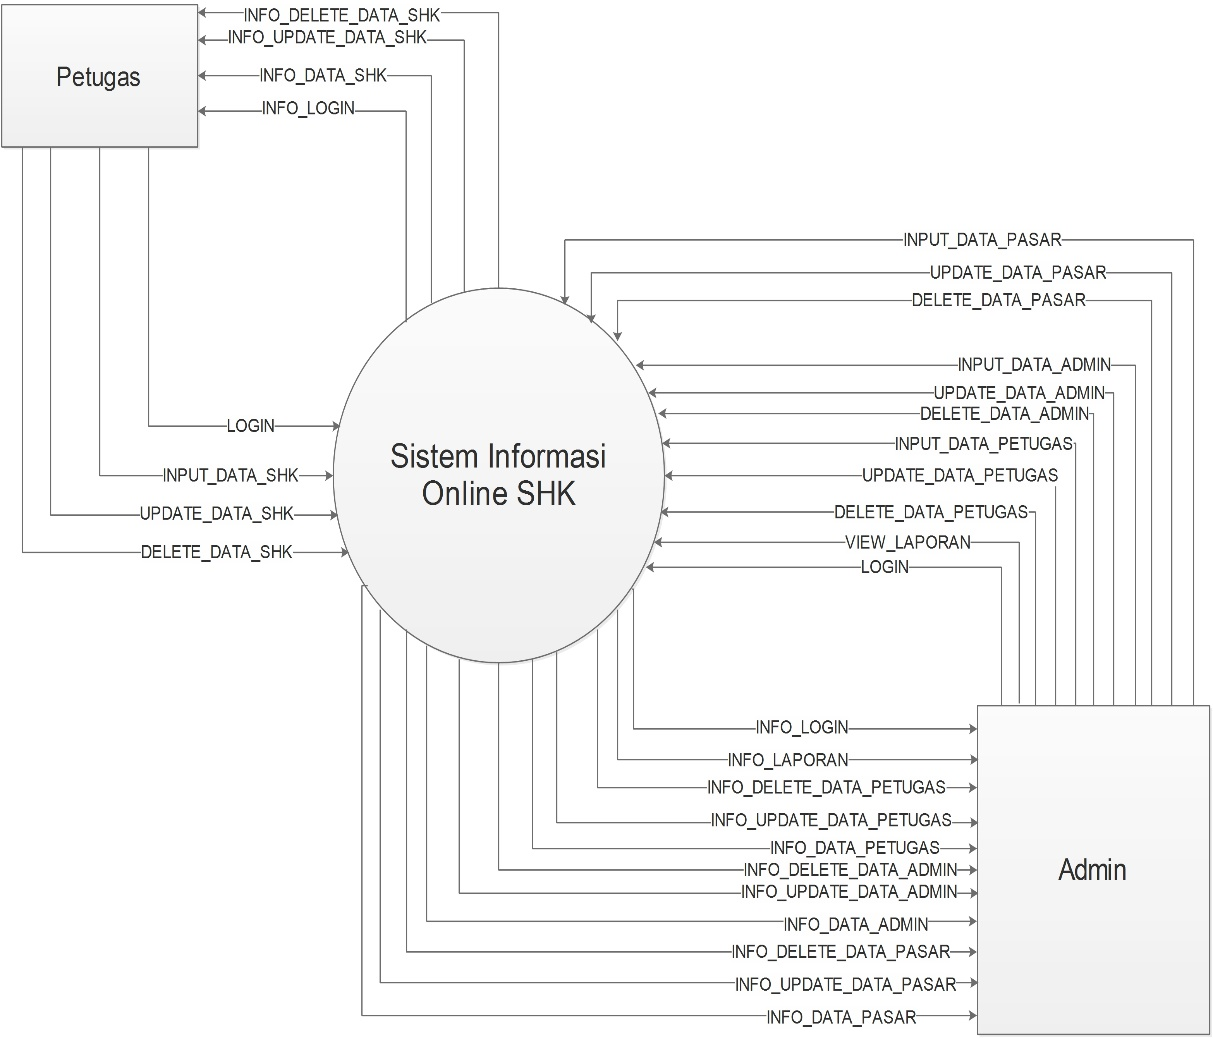 INFO_DELETE_DATA_SHK
INFO_UPDATE_DATA_SHK
Petugas
INFO_DATA_SHK
INFO_LOGIN
INPUT_DATA_PASAR
UPDATE_DATA_PASAR
DELETE_DATA_PASAR
INPUT_DATA_ADMIN
UPDATE_DATA_ADMIN
DELETE_DATA_ADMIN
LOGIN
INPUT_DATA_PETUGAS
Sistem Informasi
Online SHK
INPUT_DATA_SHK
UPDATE_DATA_PETUGAS
UPDATE_DATA_SHK
DELETE_DATA_PETUGAS
VIEW_LAPORAN
DELETE_DATA_SHK
LOGIN
INFO_LOGIN
INFO_LAPORAN
INFO_DELETE_DATA_PETUGAS
INFO_UPDATE_DATA_PETUGAS
INFO_DATA_PETUGAS
INFO_DELETE_DATA_ADMIN
Admin
INFO_UPDATE_DATA_ADMIN
INFO_DATA_ADMIN
INFO_DELETE_DATA_PASAR
INFO_UPDATE_DATA_PASAR
INFO_DATA_PASAR